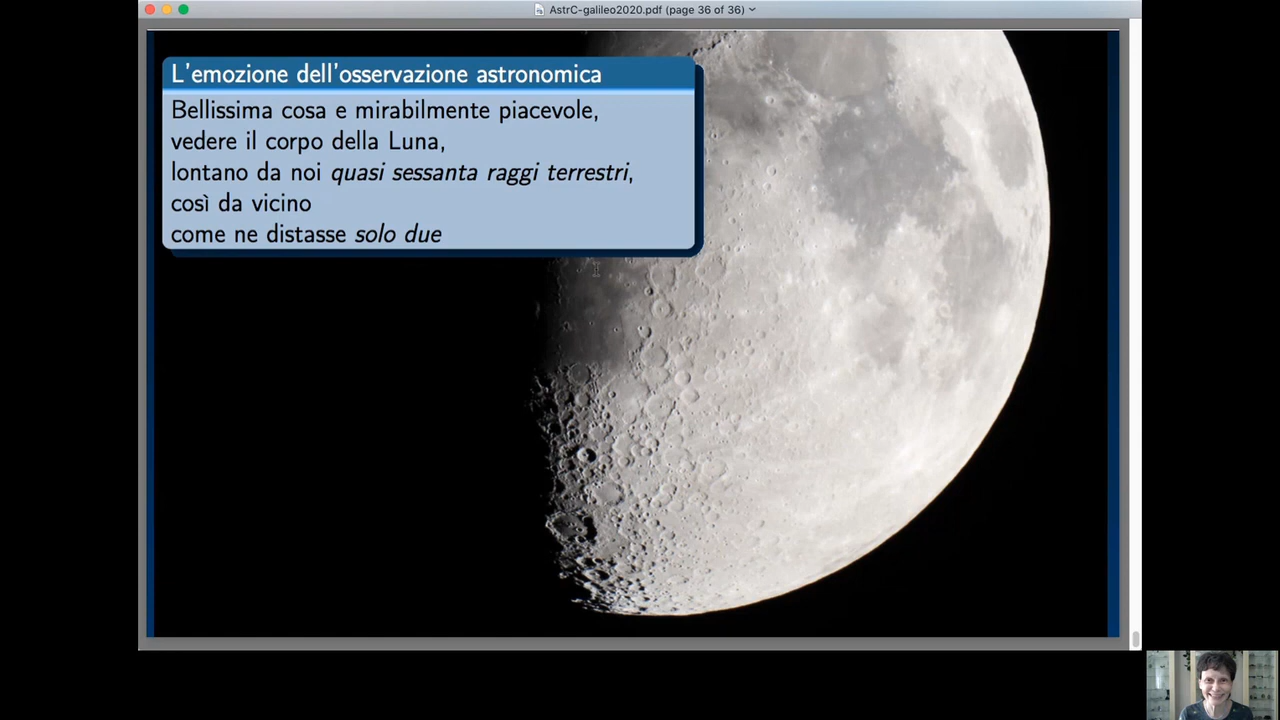 AstrC-galileo2020.pdf (page 36 of 36)
L'emozione dell'osservazione astronomica
Bellissima cosa e mirabilmente piacevole,
vedere il corpo della Luna,
lontano da noi quasi sessanta raggi terrestri,
così da vicino
come ne distasse solo due